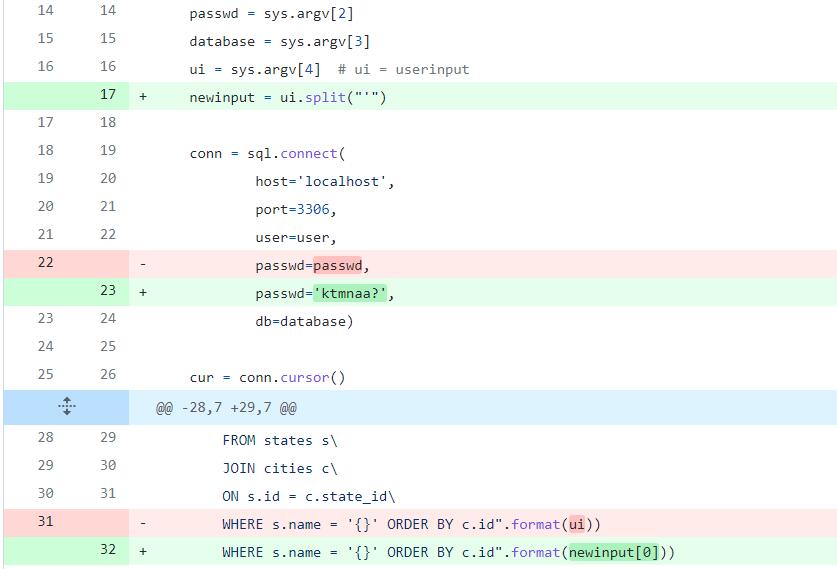 14 14 passwd = sys.argv[2]
15 15 database = sys.argv[3]
16 16 ui = sys.argv[4]  # ui = userinput
17 + newinput = ui.split("'")
17 18
18 19 conn = sql.connect(
19 20 host='localhost',
20 21 port=3306,
21 22 user=user,
22 - passwd=passwd,
23 + passwd='ktmnaa?',
23 24 db=database)
24 25
25 26 cur = conn.cursor()
@@ -28,7 +29,7 @@
28 29 FROM states s\
29 30 JOIN cities c\
30 31 ON s.id = c.state_id\
31 - WHERE s.name = '{}' ORDER BY c.id".format(ui))
32 + WHERE s.name = '{}' ORDER BY c.id".format(newinput[0]))